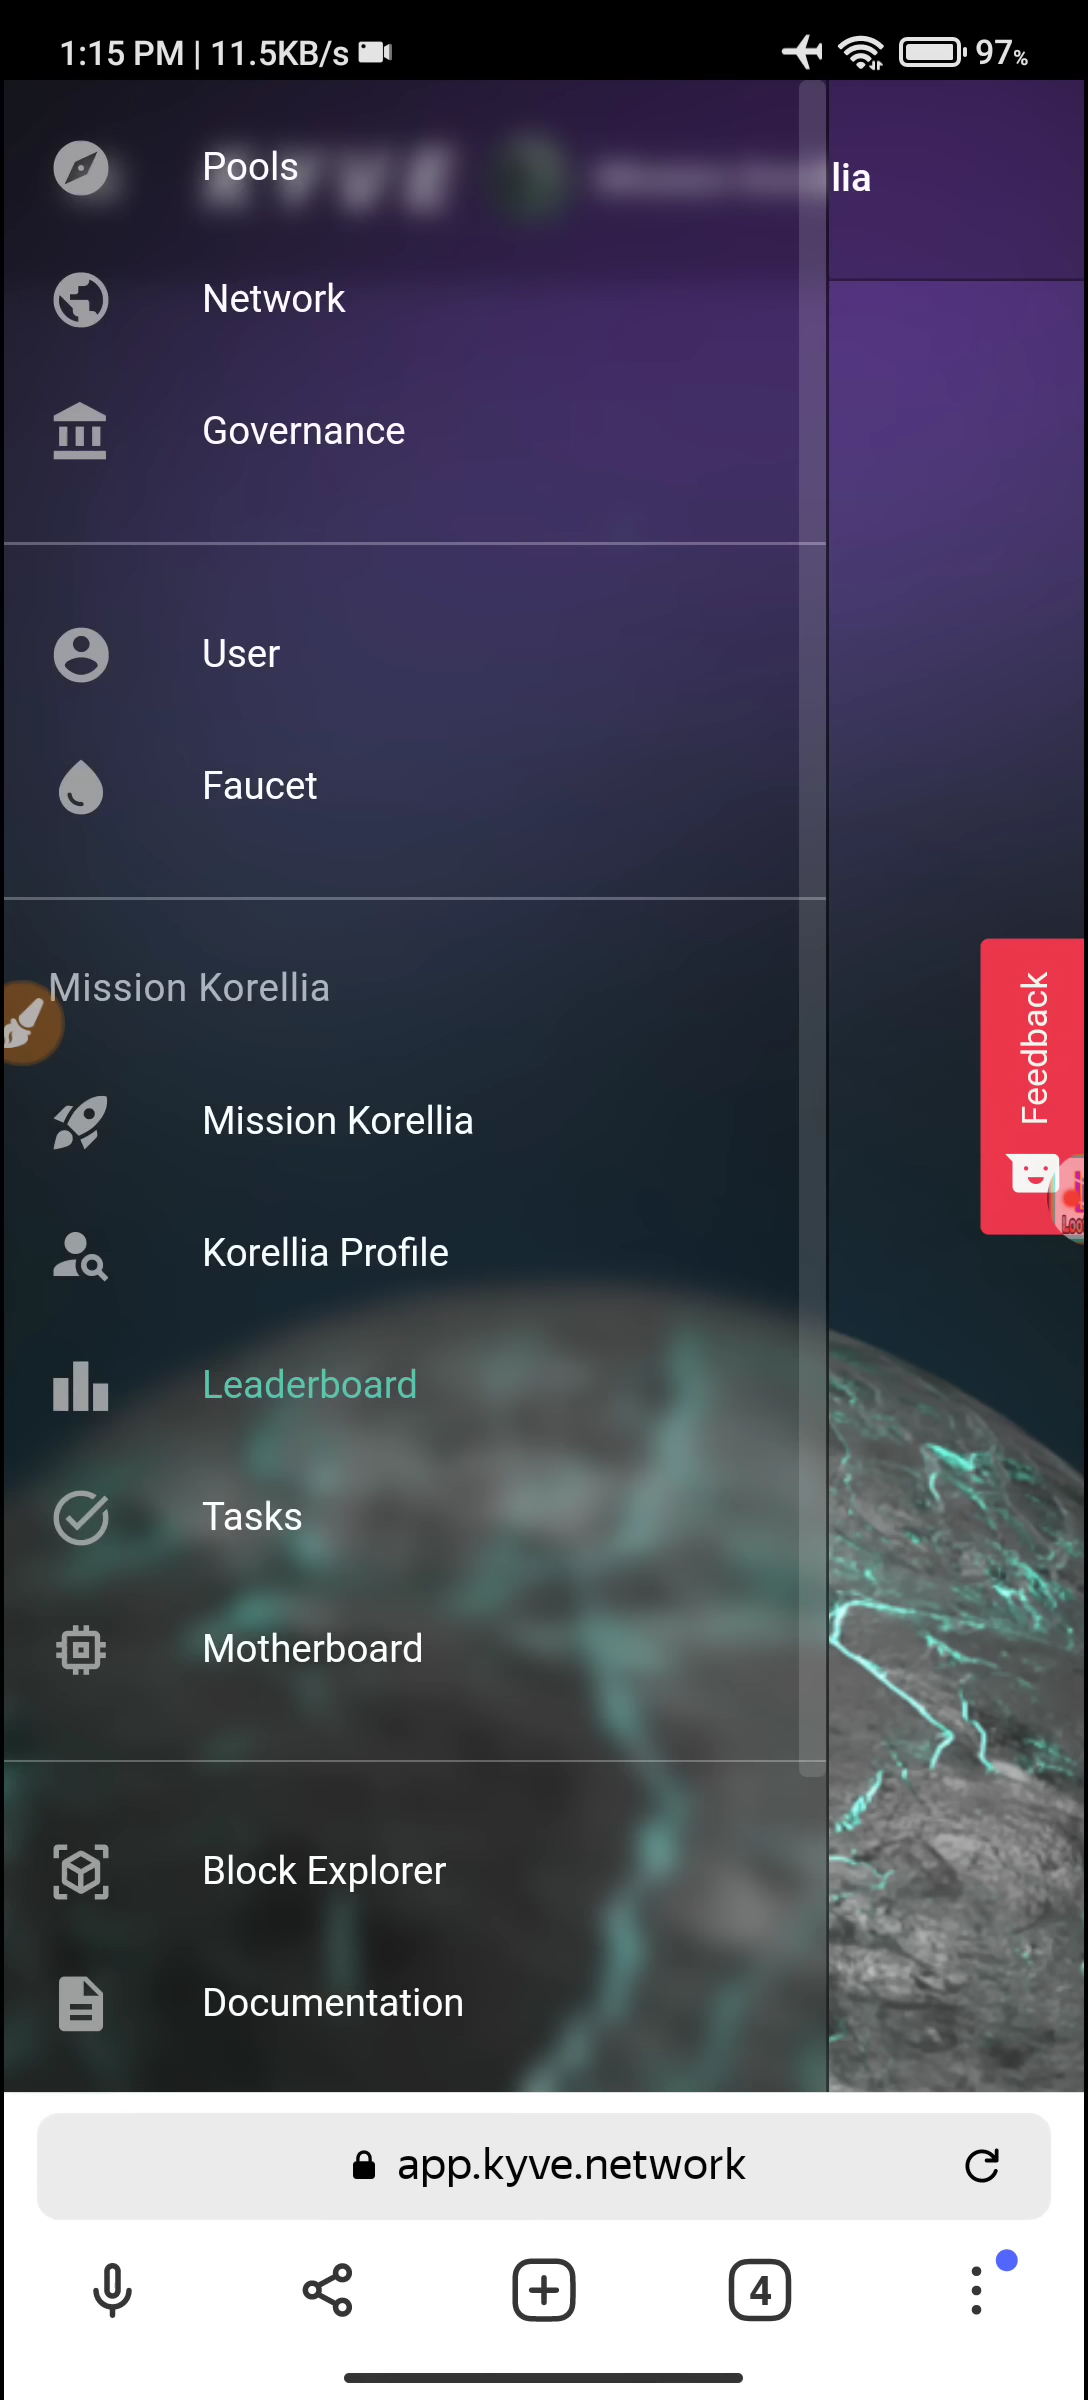 1:15 PM | 11.5KB/s 97%
Pools
KYVE
lia
Network
Governance
User
Faucet
Mission Korellia
Feedback
Mission Korellia
Korellia Profile
Leaderboard
Tasks
Motherboard
Block Explorer
Documentation
app.kyve.network
4